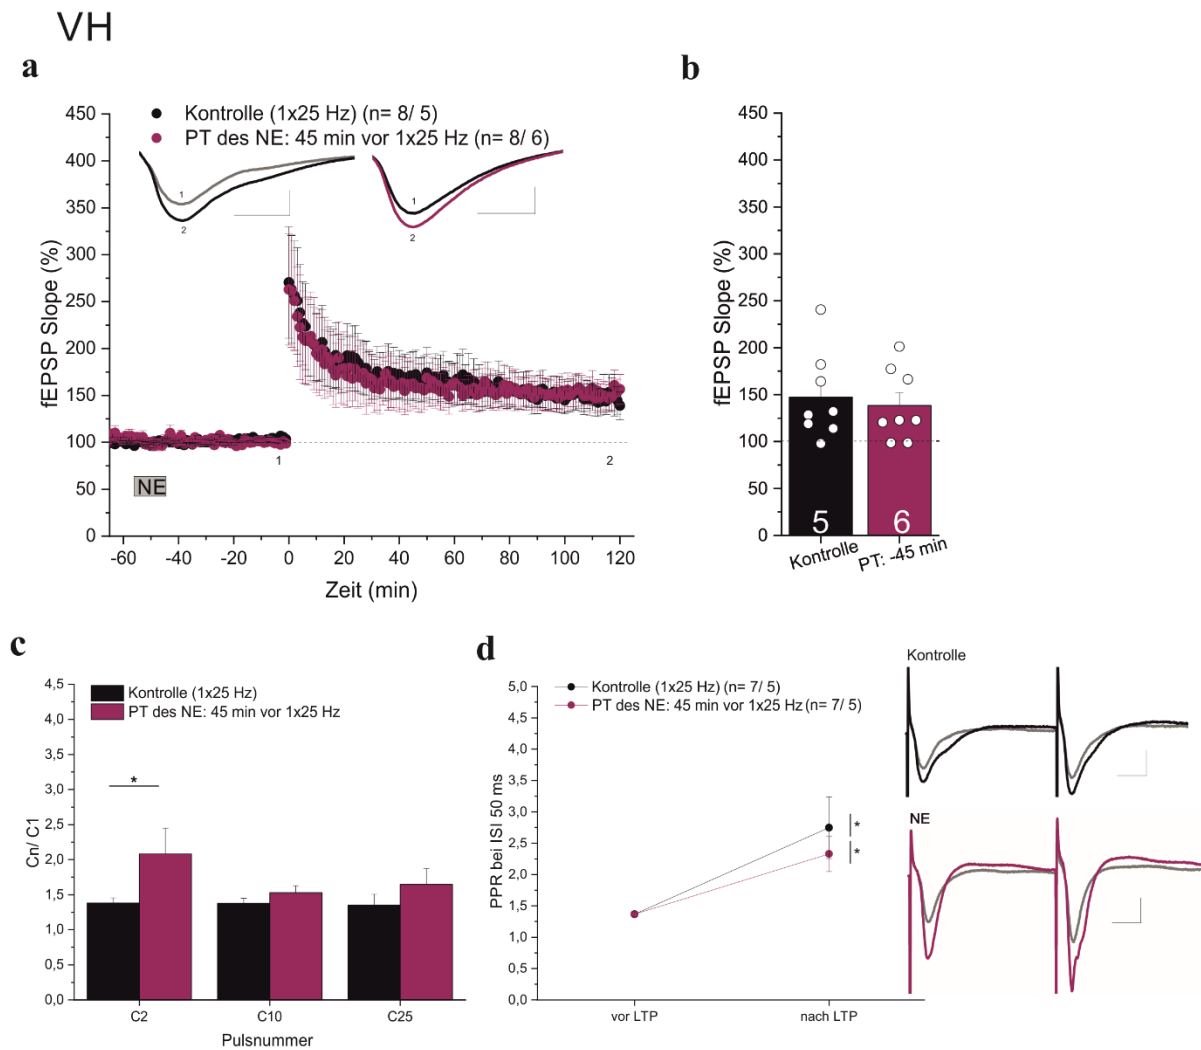 VH
a
Kontrolle (1x25 Hz) (n= 8/ 5)
PT des NE: 45 min vor 1x25 Hz (n= 8/ 6)
450
400
350
300
250
200
150
100
50
0
fEPSP Slope (%)
1
2
1
2
1
2
NE
-60
-40
-20
0
20
40
60
80
100
120
Zeit (min)
b
450
400
350
300
250
200
150
100
50
0
fEPSP Slope (%)
5
6
Kontrolle
PT: -45 min
c
Kontrolle (1x25 Hz)
PT des NE: 45 min vor 1x25 Hz
4,5
4,0
3,5
3,0
2,5
2,0
1,5
1,0
0,5
0,0
Cn/ C1
*
C2
C10
C25
Pulsnummer
d
Kontrolle (1x25 Hz) (n= 7/ 5)
PT des NE: 45 min vor 1x25 Hz (n= 7/ 5)
5,0
4,5
4,0
3,5
3,0
2,5
2,0
1,5
1,0
0,5
0,0
PPR bei ISI 50 ms
*
*
vor LTP
nach LTP
Kontrolle
NE